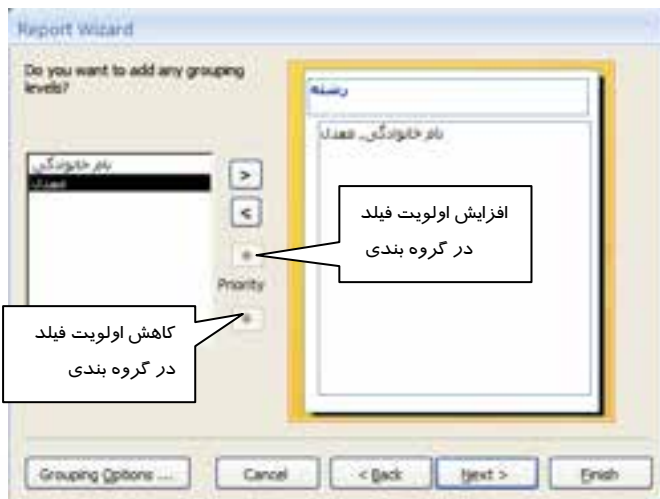 Report Wizard
Do you want to add any grouping
levels?
رشته
نام خانوادگی, معدل
نام خانوادگی
معدل
>
<
افزایش اولویت فیلد
در گروه بندی
Priority
کاهش اولویت فیلد
در گروه بندی
Grouping Options ...
Cancel
< Back
Next >
Finish